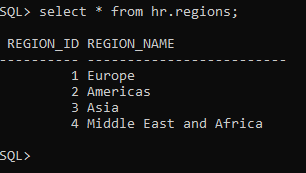 SQL> select * from hr.regions;
REGION_ID REGION_NAME
---------- -------------------------
1 Europe
2 Americas
3 Asia
4 Middle East and Africa
SQL>